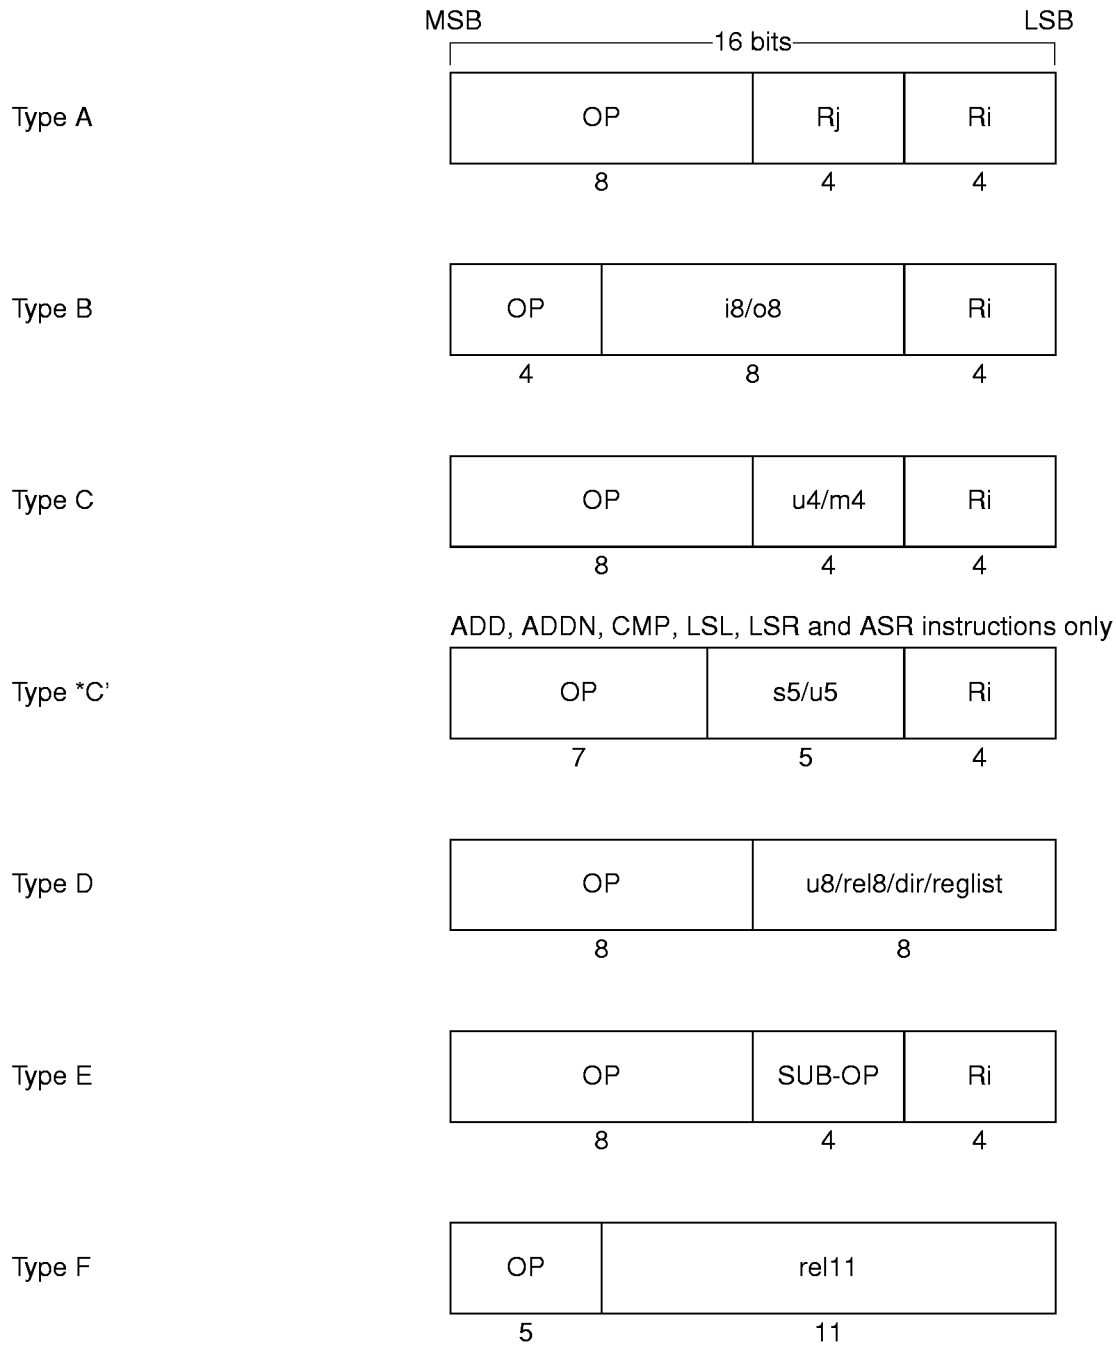 MSB LSB
16 bits
Type A OP Rj Ri
8 4 4
Type B OP i8/o8 Ri
4 8 4
Type C OP u4/m4 Ri
8 4 4
ADD, ADDN, CMP, LSL, LSR and ASR instructions only
Type *C’ OP s5/u5 Ri
7 5 4
Type D OP u8/rel8/dir/reglist
8 8
Type E OP SUB-OP Ri
8 4 4
Type F OP rel11
5 11